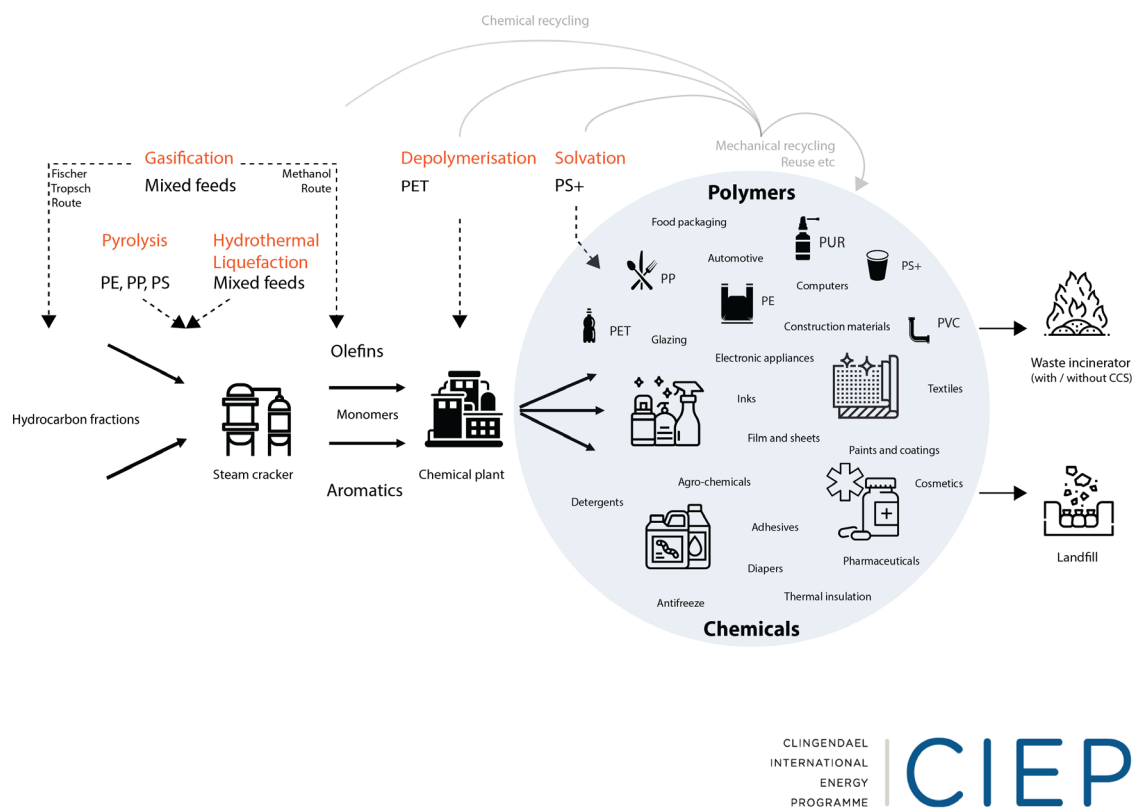 Chemical recycling
Mechanical recycling
Reuse etc
Gasification
Mixed feeds
Fischer
Tropsch
Route
Methanol
Route
Depolymerisation
PET
Solvation
PS+
Pyrolysis
PE, PP, PS
Hydrothermal
Liquefaction
Mixed feeds
Hydrocarbon fractions
Steam cracker
Olefins
Monomers
Aromatics
Chemical plant
Polymers
Food packaging
PUR
Automotive
PS+
PP
Computers
PE
PET
Construction materials
PVC
Glazing
Electronic appliances
Textiles
Inks
Film and sheets
Paints and coatings
Agro-chemicals
Cosmetics
Detergents
Adhesives
Pharmaceuticals
Diapers
Thermal insulation
Antifreeze
Chemicals
Waste incinerator
(with / without CCS)
Landfill
CLINGENDAEL
INTERNATIONAL
ENERGY
PROGRAMME
CIEP